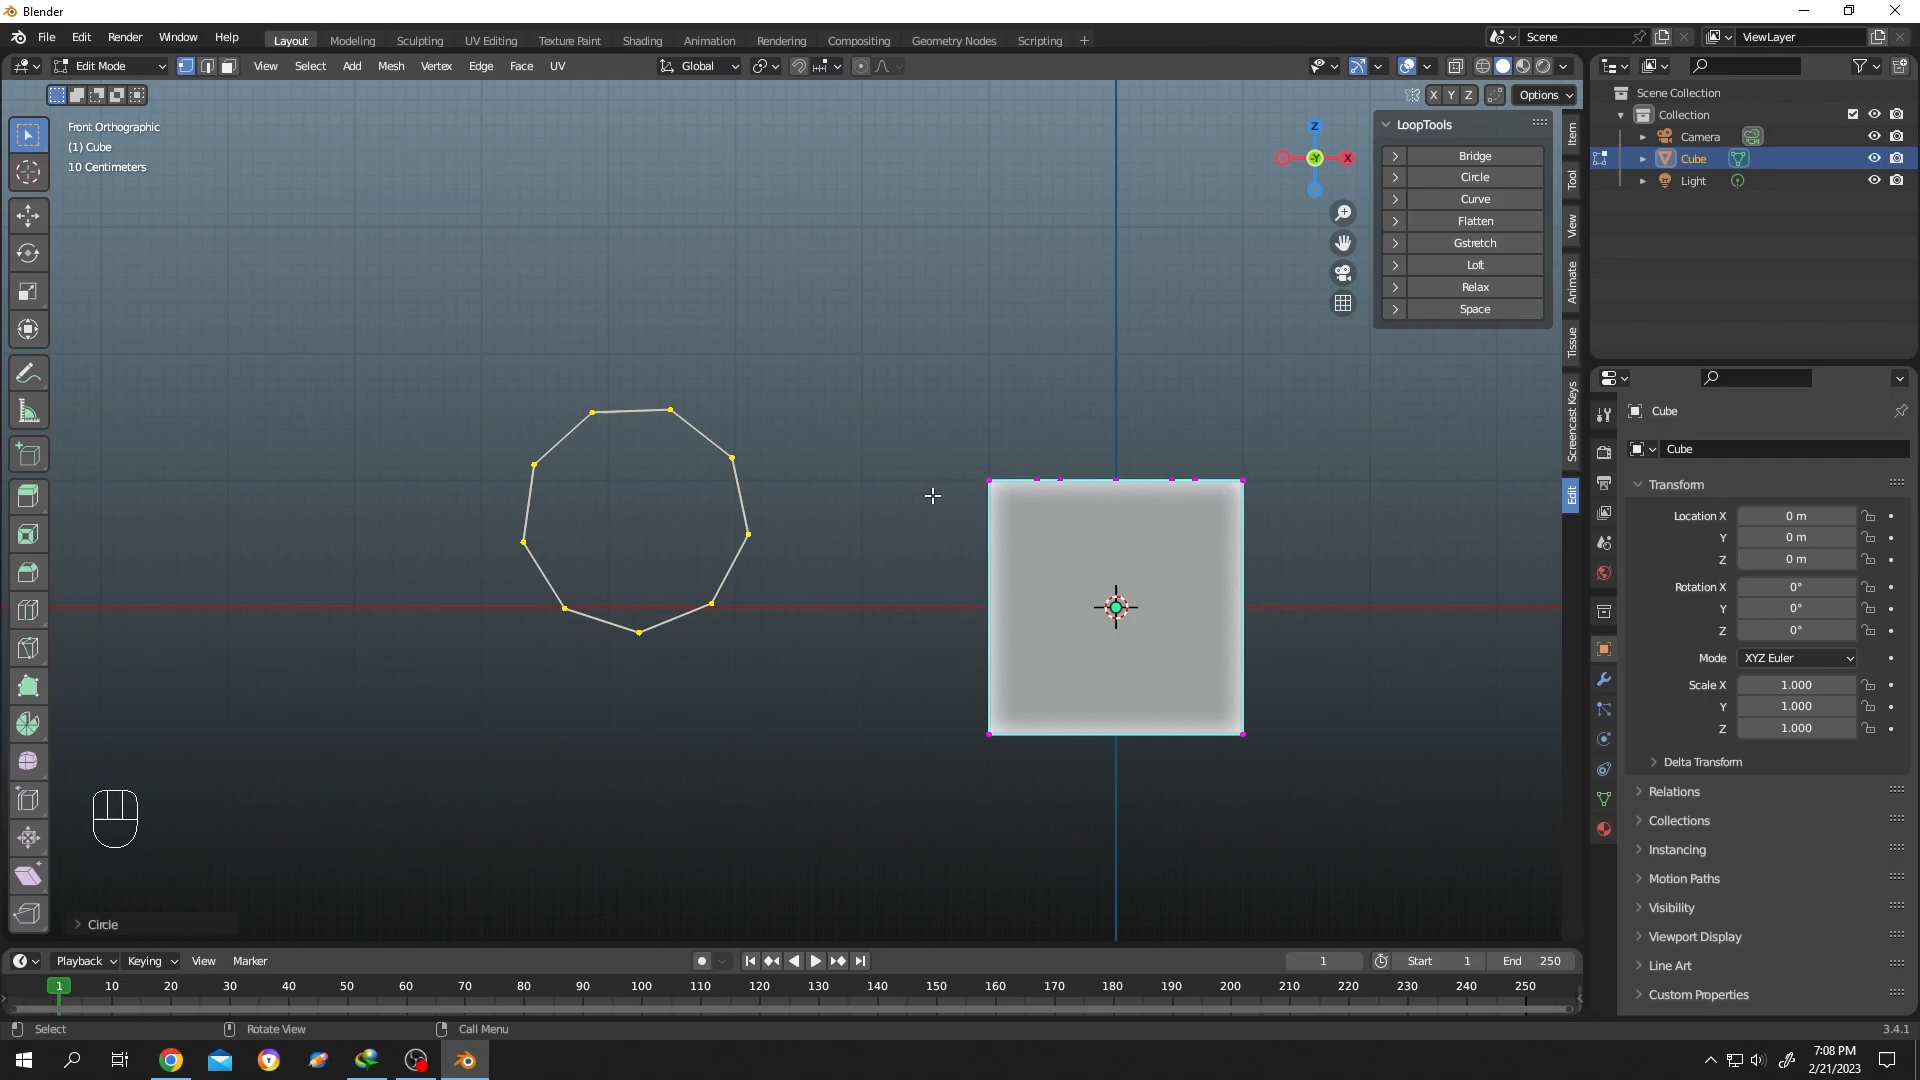 Blender
File Edit Render Window Help Layout Modeling Sculpting UV Editing Texture Paint Shading Animation Rendering Compositing Geometry Nodes Scripting + Scene ViewLayer
Edit Mode View Select Add Mesh Vertex Edge Face UV Global
X Y Z Options
Front Orthographic
(1) Cube
10 Centimeters
Z
-Y
X
LoopTools
Bridge
Circle
Curve
Flatten
Gstretch
Loft
Relax
Space
Item
Tool
View
Animate
Tissue
Screencast Keys
Edit
Circle
Scene Collection
Collection
Camera
Cube
Light
Cube
Cube
Transform
Location X 0 m
Y 0 m
Z 0 m
Rotation X 0°
Y 0°
Z 0°
Mode XYZ Euler
Scale X 1.000
Y 1.000
Z 1.000
Delta Transform
Relations
Collections
Instancing
Motion Paths
Visibility
Viewport Display
Line Art
Custom Properties
Playback Keying View Marker 1 Start 1 End 250
1 10 20 30 40 50 60 70 80 90 100 110 120 130 140 150 160 170 180 190 200 210 220 230 240 250
Select Rotate View Call Menu 3.4.1
7:08 PM
2/21/2023